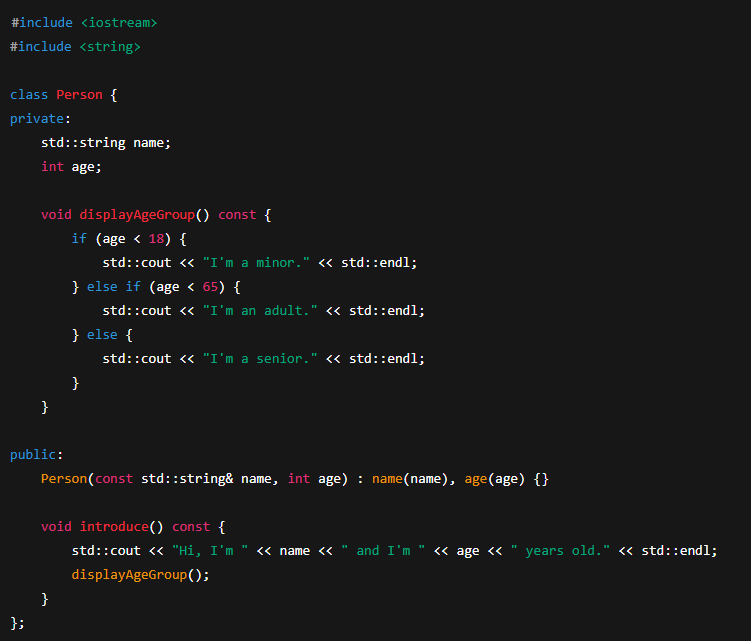 #include <iostream>
#include <string>

class Person {
private:
    std::string name;
    int age;

    void displayAgeGroup() const {
        if (age < 18) {
            std::cout << "I'm a minor." << std::endl;
        } else if (age < 65) {
            std::cout << "I'm an adult." << std::endl;
        } else {
            std::cout << "I'm a senior." << std::endl;
        }
    }

public:
    Person(const std::string& name, int age) : name(name), age(age) {}

    void introduce() const {
        std::cout << "Hi, I'm " << name << " and I'm " << age << " years old." << std::endl;
        displayAgeGroup();
    }
};